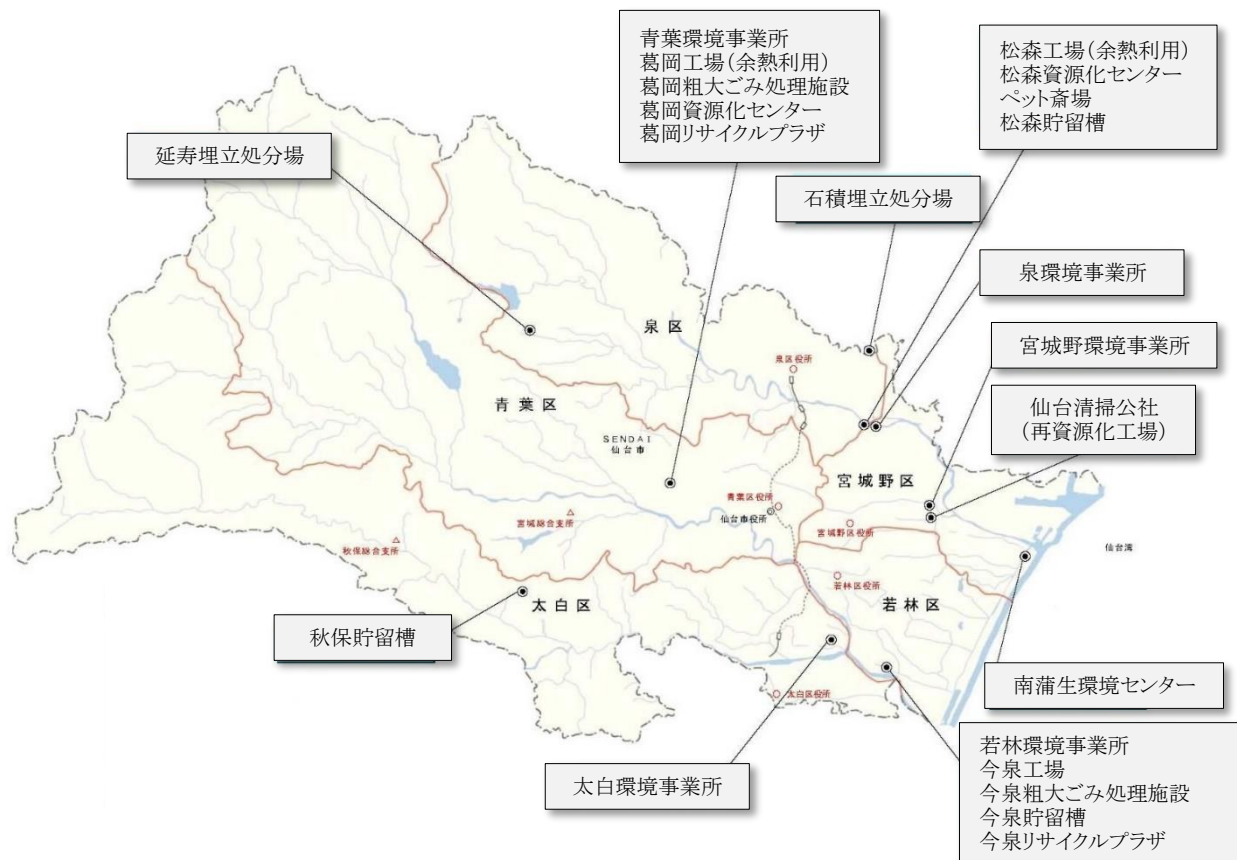 青葉環境事業所
葛岡工場(余熱利用)
葛岡粗大ごみ処理施設
葛岡資源化センター
葛岡リサイクルプラザ
松森工場(余熱利用)
松森資源化センター
ペット斎場
松森貯留槽
延寿埋立処分場
石積埋立処分場
泉環境事業所
泉区
宮城野環境事業所
泉区役所
青葉区
仙台清掃公社
(再資源化工場)
SENDAI
仙台市
宮城野区
青葉区役所
仙台市役所
宮城総合支所
宮城野区役所
秋保総合支所
仙台湾
若林区役所
太白区
若林区
秋保貯留槽
南蒲生環境センター
太白区役所
太白環境事業所
若林環境事業所
今泉工場
今泉粗大ごみ処理施設
今泉貯留槽
今泉リサイクルプラザ